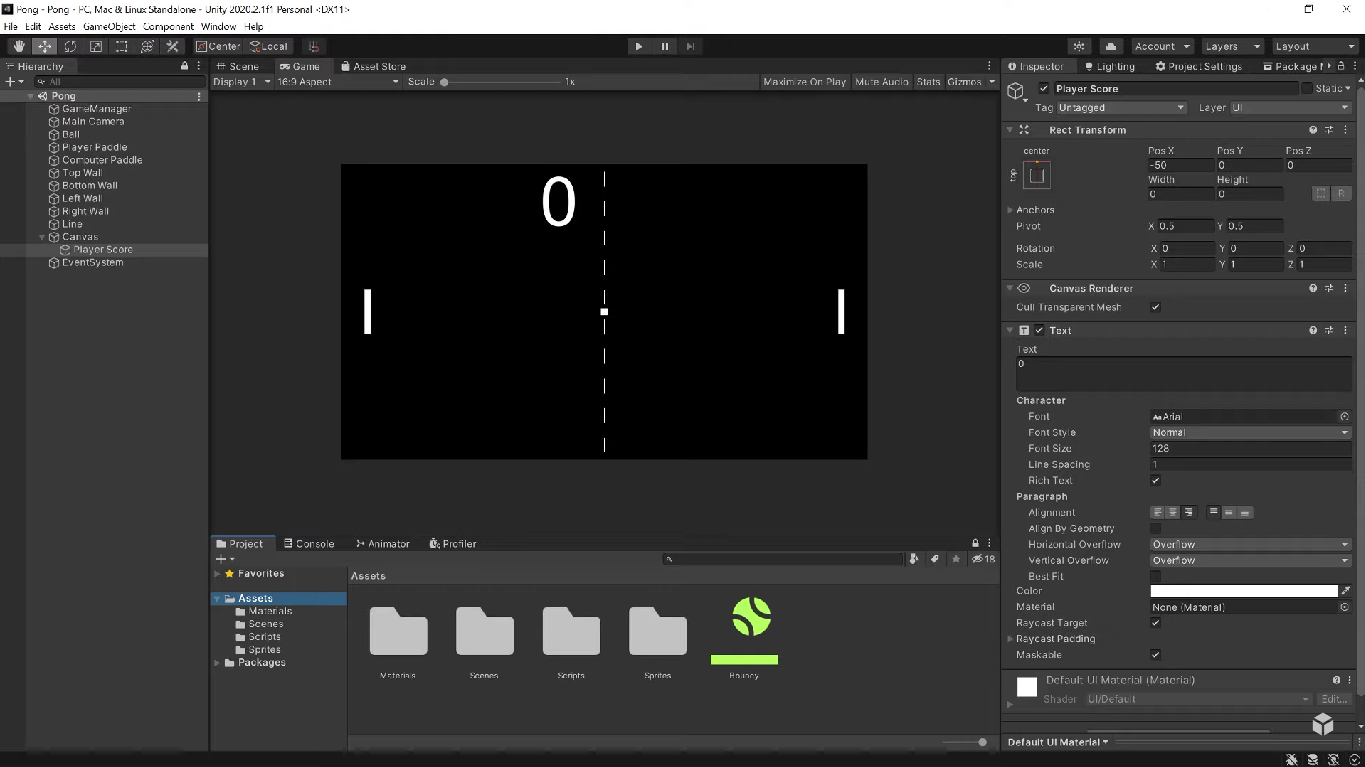 Pong - Pong - PC, Mac & Linux Standalone - Unity 2020.2.1f1 Personal <DX11>
File Edit Assets GameObject Component Window Help
Center Local Account Layers Layout
Hierarchy
All
Pong
GameManager
Main Camera
Ball
Player Paddle
Computer Paddle
Top Wall
Bottom Wall
Left Wall
Right Wall
Line
Canvas
Player Score
EventSystem
Scene Game Asset Store
Display 1 16:9 Aspect Scale 1x Maximize On Play Mute Audio Stats Gizmos
0
Project Console Animator Profiler
18
Favorites
Assets
Materials
Scenes
Scripts
Sprites
Packages
Assets
Materials Scenes Scripts Sprites Bouncy
Inspector Lighting Project Settings Package M
Player Score Static
Tag Untagged Layer UI
Rect Transform
center Pos X Pos Y Pos Z
top -50 0 0
Width Height
0 0
R
Anchors
Pivot X 0.5 Y 0.5
Rotation X 0 Y 0 Z 0
Scale X 1 Y 1 Z 1
Canvas Renderer
Cull Transparent Mesh
Text
Text
0
Character
Font Arial
Font Style Normal
Font Size 128
Line Spacing 1
Rich Text
Paragraph
Alignment
Align By Geometry
Horizontal Overflow Overflow
Vertical Overflow Overflow
Best Fit
Color
Material None (Material)
Raycast Target
Raycast Padding
Maskable
Default UI Material (Material)
Shader UI/Default Edit...
Default UI Material